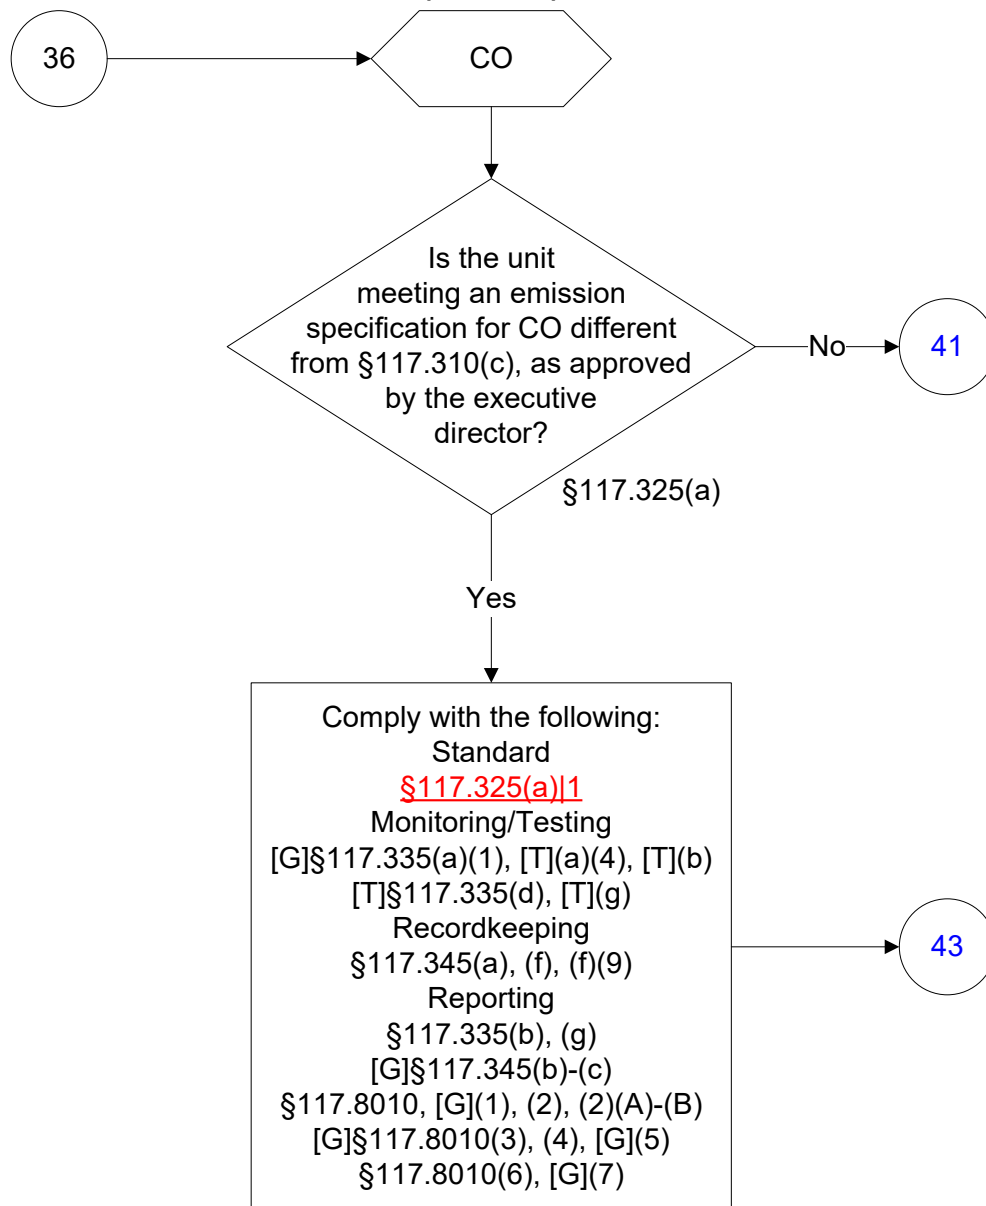 36
CO
Is the unit
meeting an emission
specification for CO different
from §117.310(c), as approved
by the executive
director?
No
41
§117.325(a)
Yes
Comply with the following:
Standard
§117.325(a)|1
Monitoring/Testing
[G]§117.335(a)(1), [T](a)(4), [T](b)
[T]§117.335(d), [T](g)
Recordkeeping
§117.345(a), (f), (f)(9)
Reporting
§117.335(b), (g)
[G]§117.345(b)-(c)
§117.8010, [G](1), (2), (2)(A)-(B)
[G]§117.8010(3), (4), [G](5)
§117.8010(6), [G](7)
43